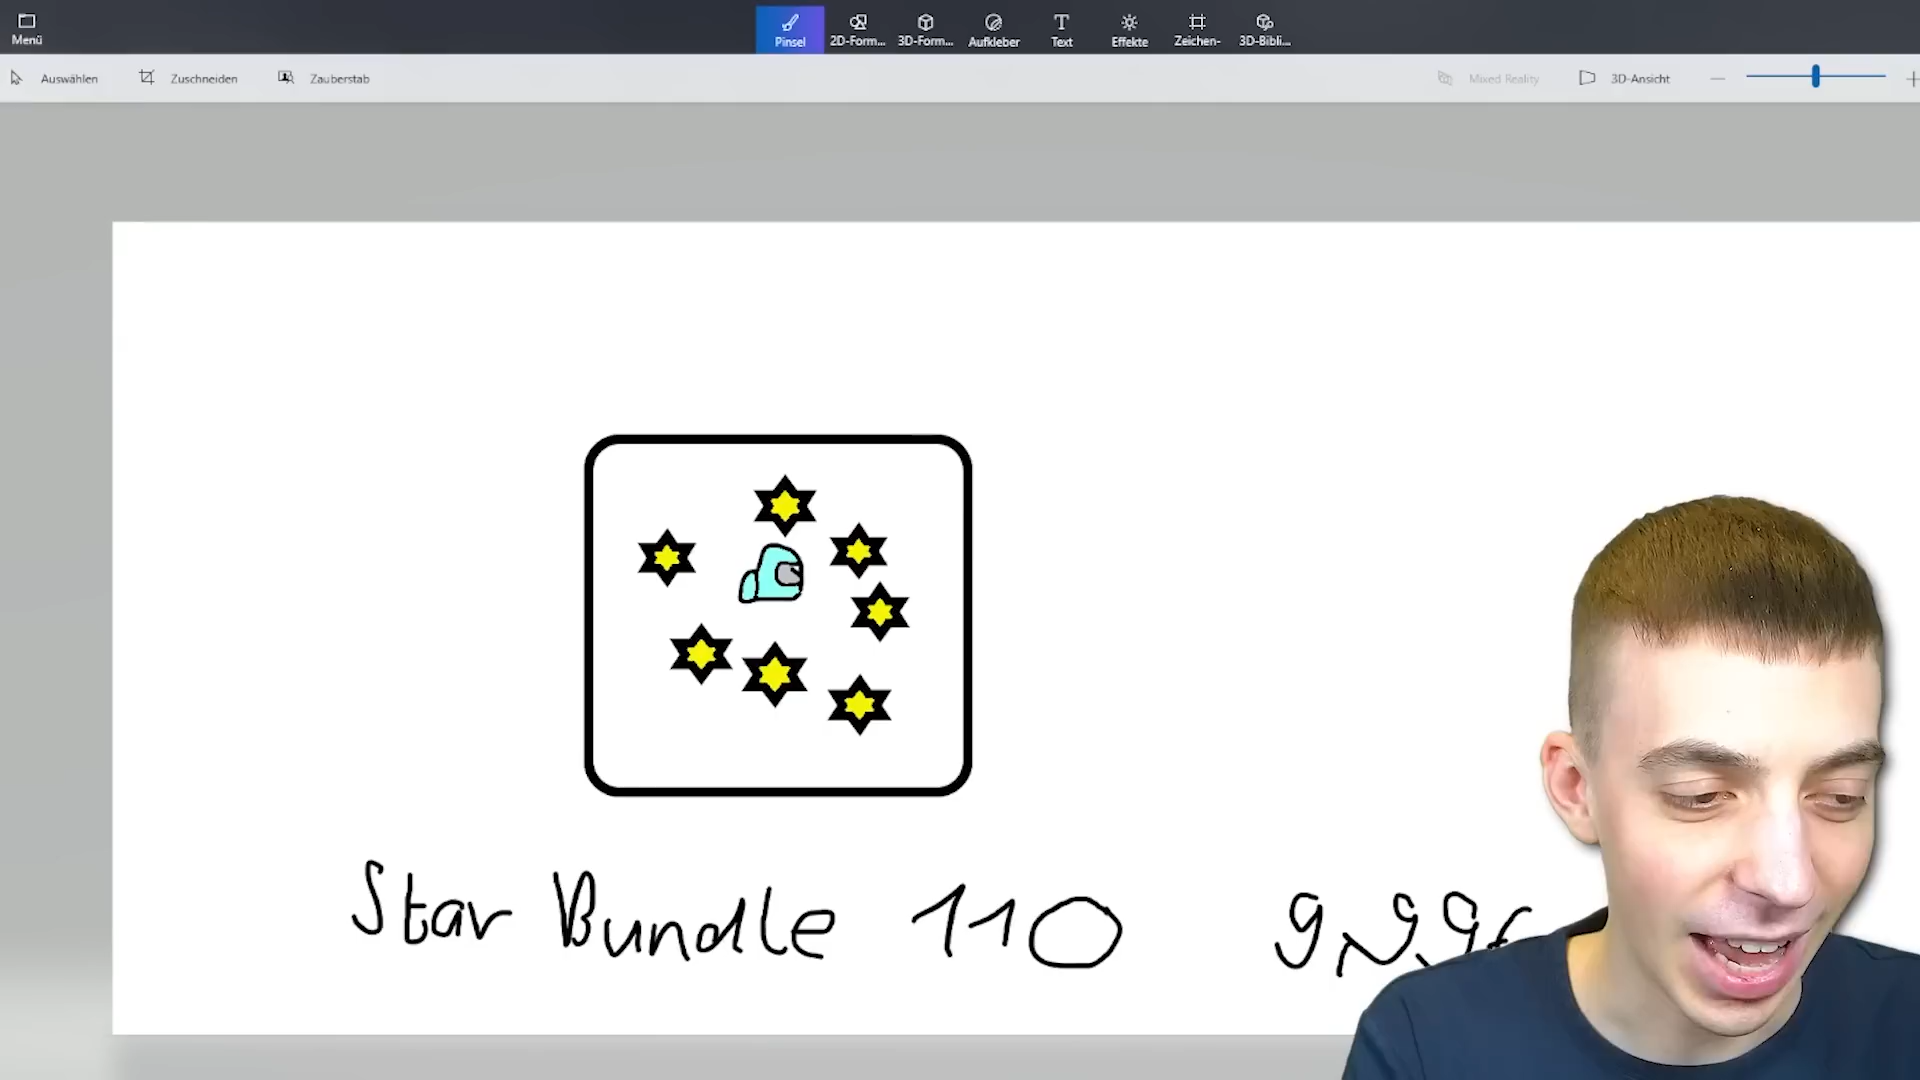 Menü
Pinsel
2D-Form...
3D-Form...
Aufkleber
Text
Effekte
Zeichen-
3D-Bibli...
Auswählen
Zuschneiden
Zauberstab
Mixed Reality
3D-Ansicht
Star Bundle 110